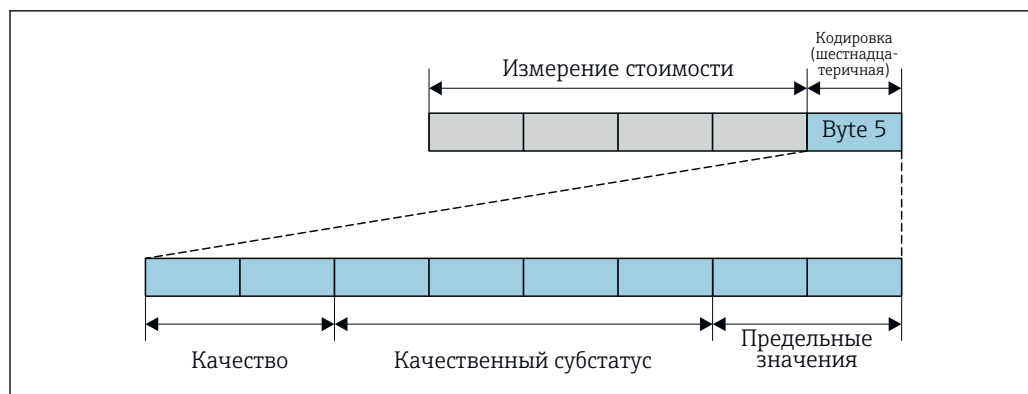 Кодировка
(шестнадца-
теричная)
Измерение стоимости
Byte 5
Качество
Качественный субстатус
Предельные
значения